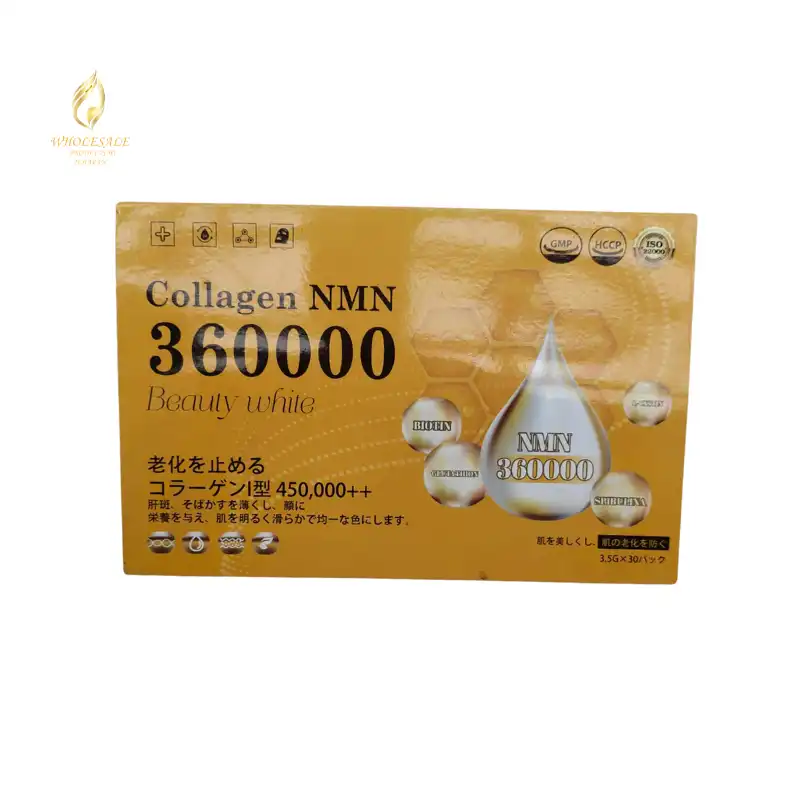 WHOLESALE
GMP
HCCP
ISO
22000
Collagen NMN
360000
Beauty white
BIOTIN
GLUTATHION
NMN
360000
老化を止める
コラーゲンI型 450,000++
肝斑、そばかすを薄くし、顔に
栄養を与え、肌を明るく滑らかで均一な色にします。
肌を美しくし、肌の老化を防ぐ
3,5G×30パック